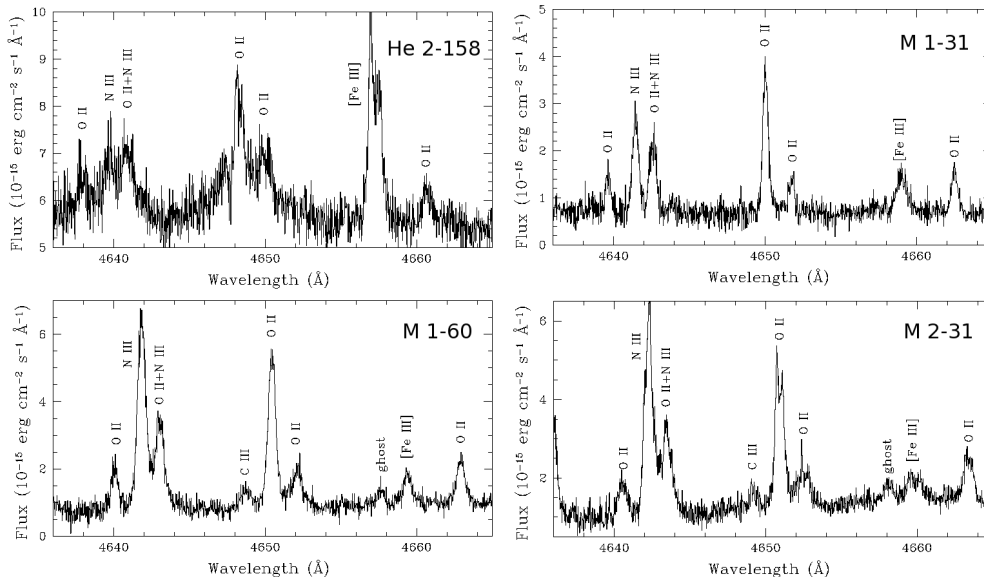 He 2-158
O II
N III
O II+N III
O II
O II
[Fe III]
O II
Flux (10⁻¹⁵ erg cm⁻² s⁻¹ Å⁻¹)
10
9
8
7
6
5
4640
4650
4660
Wavelength (Å)
M 1-31
O II
N III
O II+N III
O II
O II
[Fe III]
O II
Flux (10⁻¹⁵ erg cm⁻² s⁻¹ Å⁻¹)
5
4
3
2
1
0
4640
4650
4660
Wavelength (Å)
M 1-60
O II
N III
O II+N III
C III
O II
O II
ghost
[Fe III]
O II
Flux (10⁻¹⁵ erg cm⁻² s⁻¹ Å⁻¹)
6
4
2
0
4640
4650
4660
Wavelength (Å)
M 2-31
O II
N III
O II+N III
C III
O II
O II
ghost
[Fe III]
O II
Flux (10⁻¹⁵ erg cm⁻² s⁻¹ Å⁻¹)
6
4
2
4640
4650
4660
Wavelength (Å)